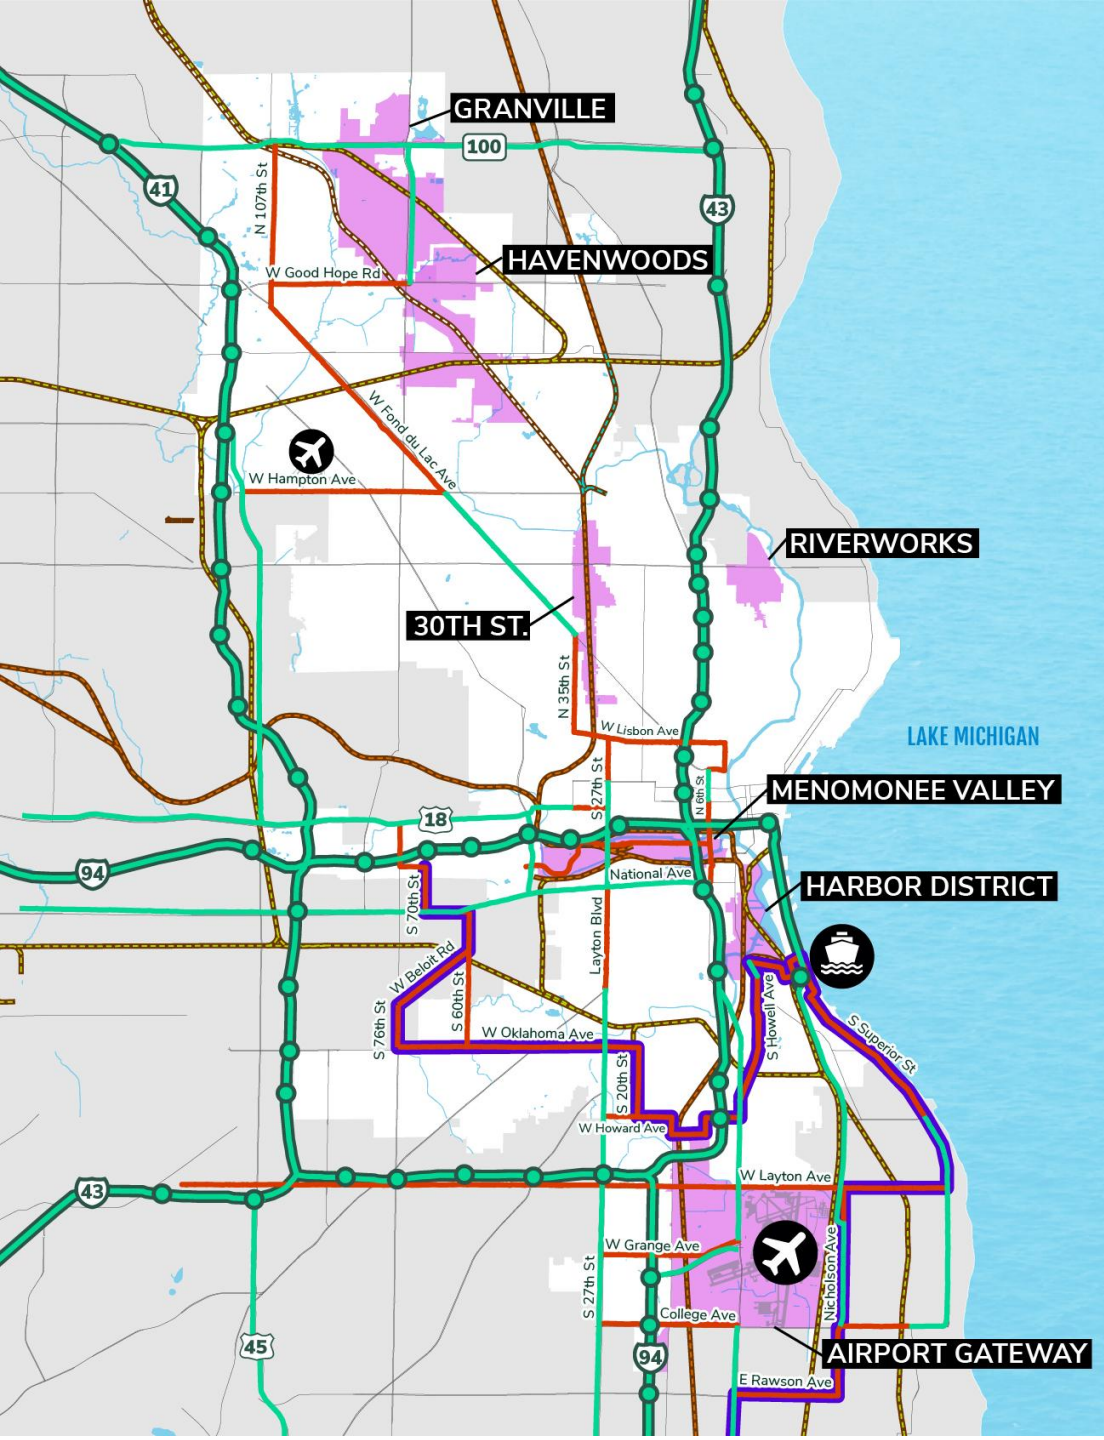 GRANVILLE
100
41
N 107th St
43
W Good Hope Rd
HAVENWOODS
W Fond du Lac Ave
W Hampton Ave
RIVERWORKS
30TH ST.
N 35th St
W Lisbon Ave
LAKE MICHIGAN
S 27th St
N 6th St
MENOMONEE VALLEY
18
94
National Ave
HARBOR DISTRICT
S 70th St
Layton Blvd
W Beloit Rd
S 60th St
S 76th St
W Oklahoma Ave
S Howell Ave
S Superior St
S 20th St
W Howard Ave
W Layton Ave
43
W Grange Ave
Nicholson Ave
S 27th St
College Ave
45
94
AIRPORT GATEWAY
E Rawson Ave